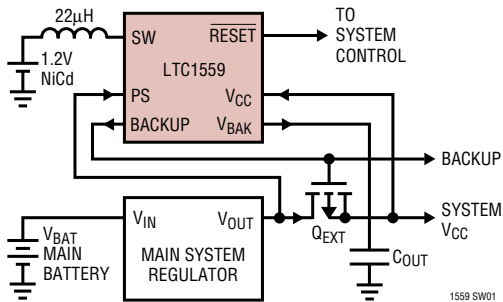 22μH
SW
RESET
TO
SYSTEM
CONTROL
1.2V
NiCd
LTC1559
PS
VCC
BACKUP
VBAK
BACKUP
VIN
VOUT
SYSTEM
VCC
QEXT
VBAT
MAIN
BATTERY
MAIN SYSTEM
REGULATOR
COUT
1559 SW01